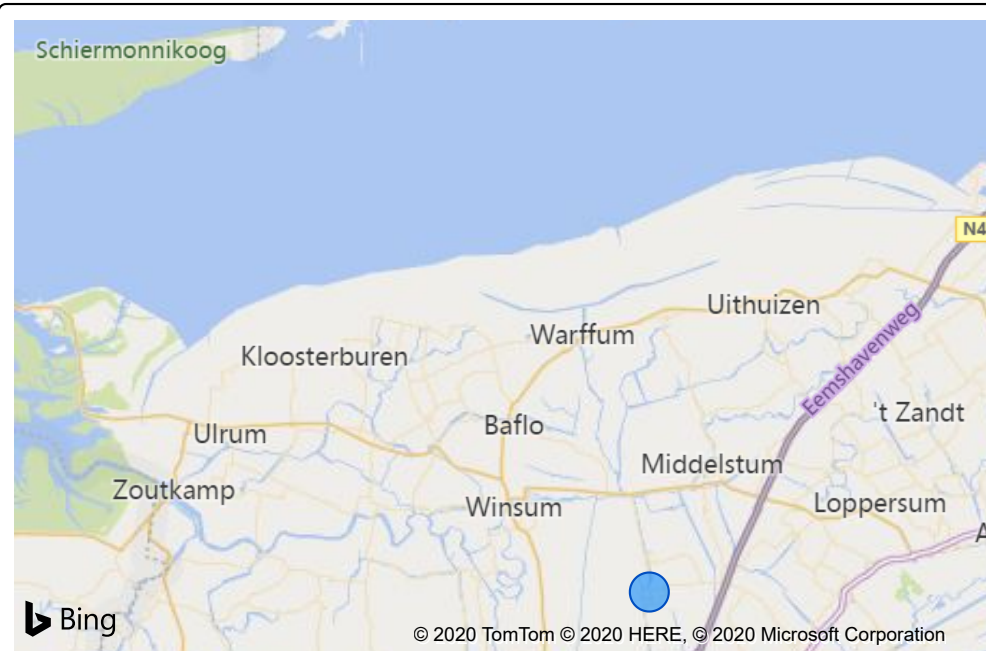 Schiermonnikoog
N4
Uithuizen
Warffum
Kloosterburen
Eemshavenweg
't Zandt
Baflo
Ulrum
Middelstum
Zoutkamp
Loppersum
Winsum
A
Bing
© 2020 TomTom © 2020 HERE, © 2020 Microsoft Corporation